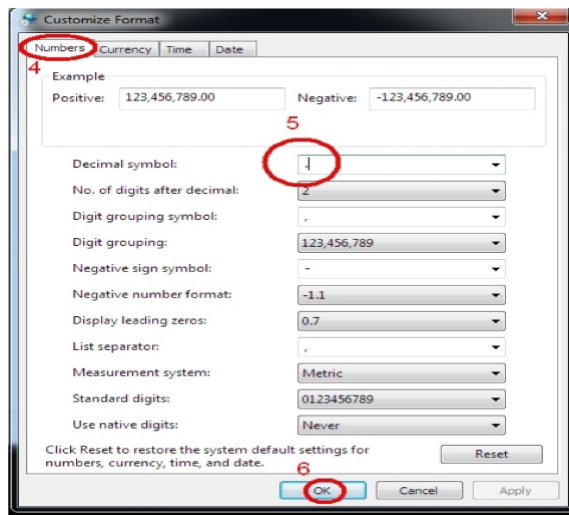 Customize Format
Numbers Currency Time Date
4
Example
Positive: 123,456,789.00 Negative: -123,456,789.00
5
Decimal symbol: .
No. of digits after decimal: 2
Digit grouping symbol: ,
Digit grouping: 123,456,789
Negative sign symbol: -
Negative number format: -1.1
Display leading zeros: 0.7
List separator: ,
Measurement system: Metric
Standard digits: 0123456789
Use native digits: Never
Click Reset to restore the system default settings for
numbers, currency, time, and date.
Reset
6
OK Cancel Apply